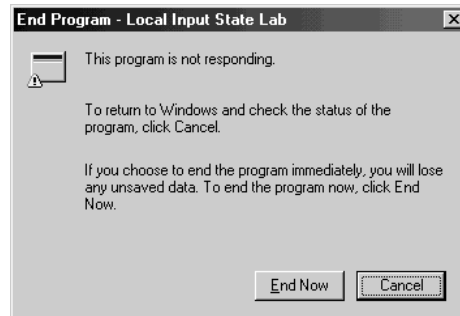 End Program - Local Input State Lab
This program is not responding.
To return to Windows and check the status of the
program, click Cancel.
If you choose to end the program immediately, you will lose
any unsaved data. To end the program now, click End
Now.
End Now
Cancel